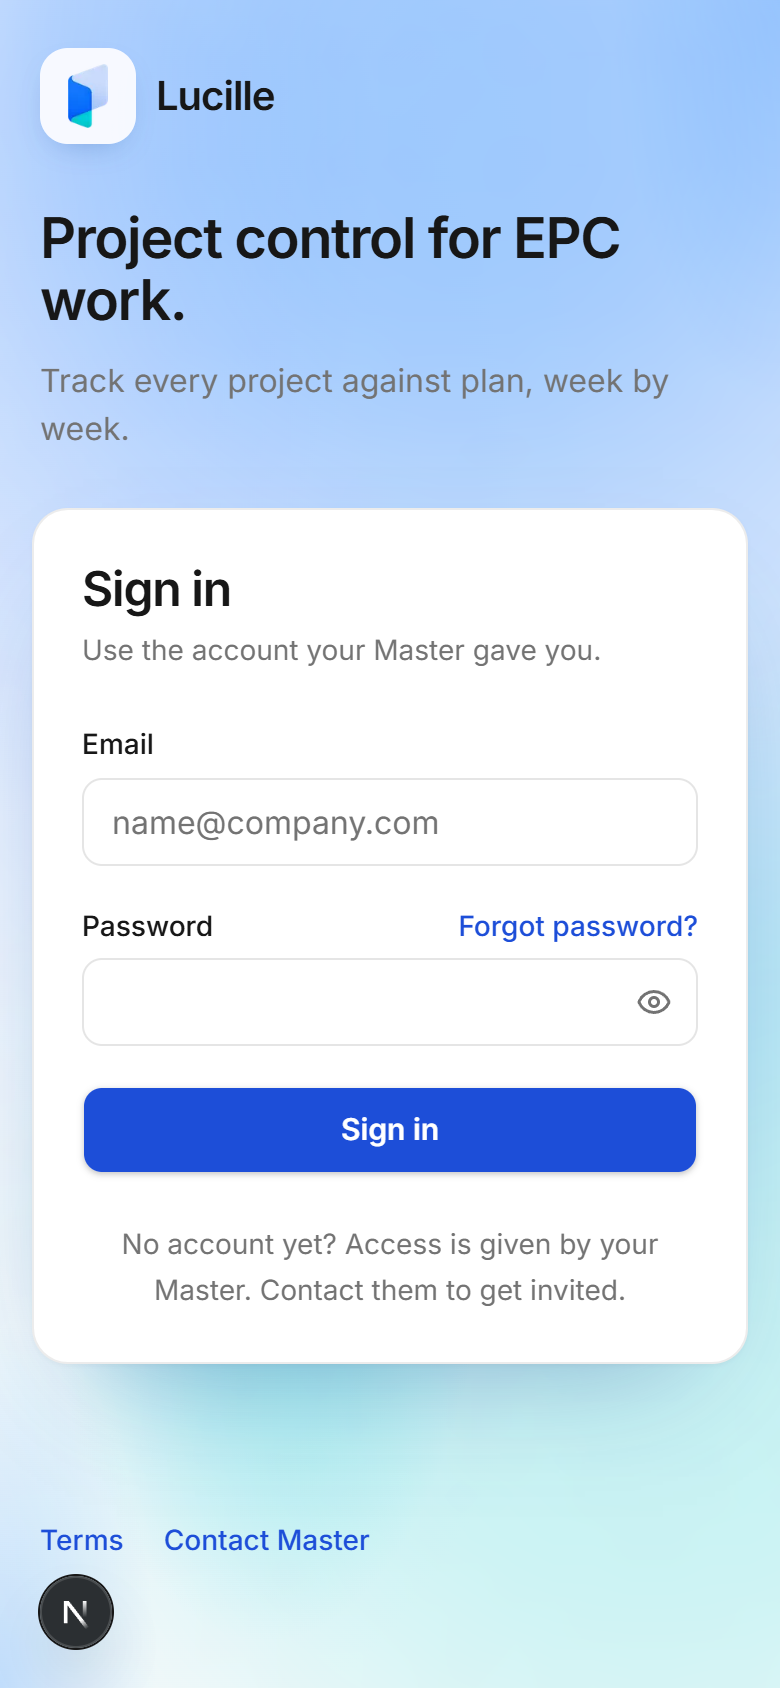 Lucille
Project control for EPC
work.
Track every project against plan, week by
week.
Sign in
Use the account your Master gave you.
Email
name@company.com
Password Forgot password?
Sign in
No account yet? Access is given by your
Master. Contact them to get invited.
Terms Contact Master
N